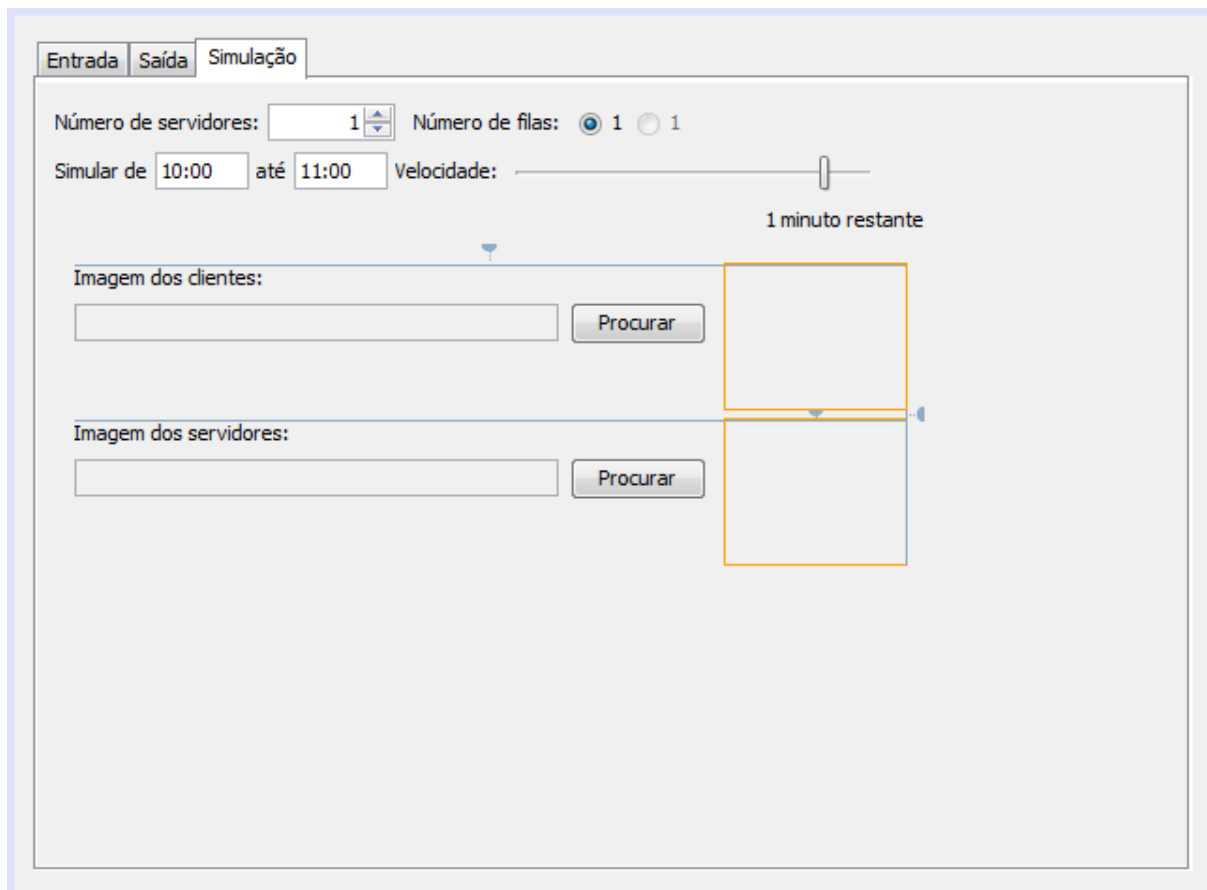 Entrada Saída Simulação
Número de servidores: 1 Número de filas: 1 1
Simular de 10:00 até 11:00 Velocidade:
1 minuto restante
Imagem dos clientes:
Procurar
Imagem dos servidores:
Procurar